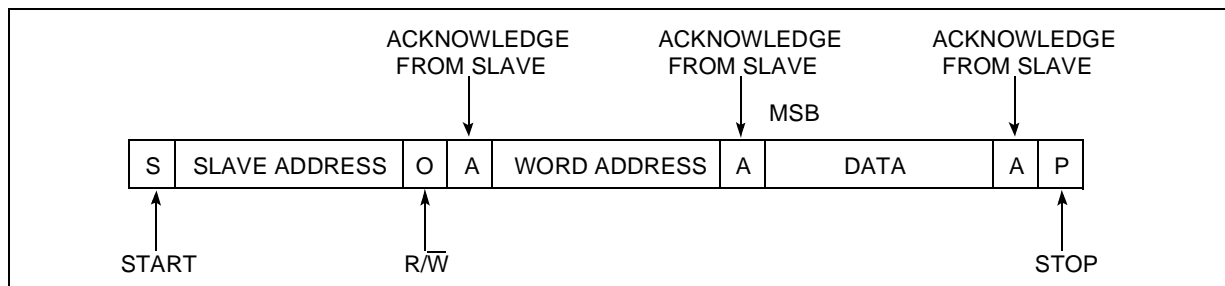 ACKNOWLEDGE
FROM SLAVE
ACKNOWLEDGE
FROM SLAVE
ACKNOWLEDGE
FROM SLAVE
MSB
S SLAVE ADDRESS O A WORD ADDRESS A DATA A P
START R/W̅ STOP